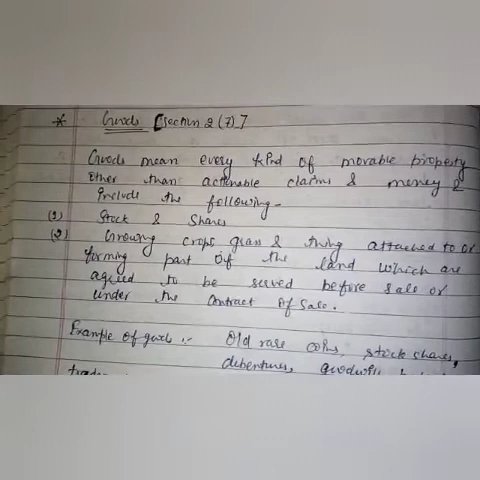 * Goods [Section 2(7)]
Goods mean every kind of movable property
other than actionable claims & money &
include the following -
(1) Stock & Shares
(2) Growing crops grass & thing attached to or
forming part of the land which are
agreed to be served before sale or
under the contract of sale.
Example of goods :- Old rare coins, stock shares,
debentures, goodwill